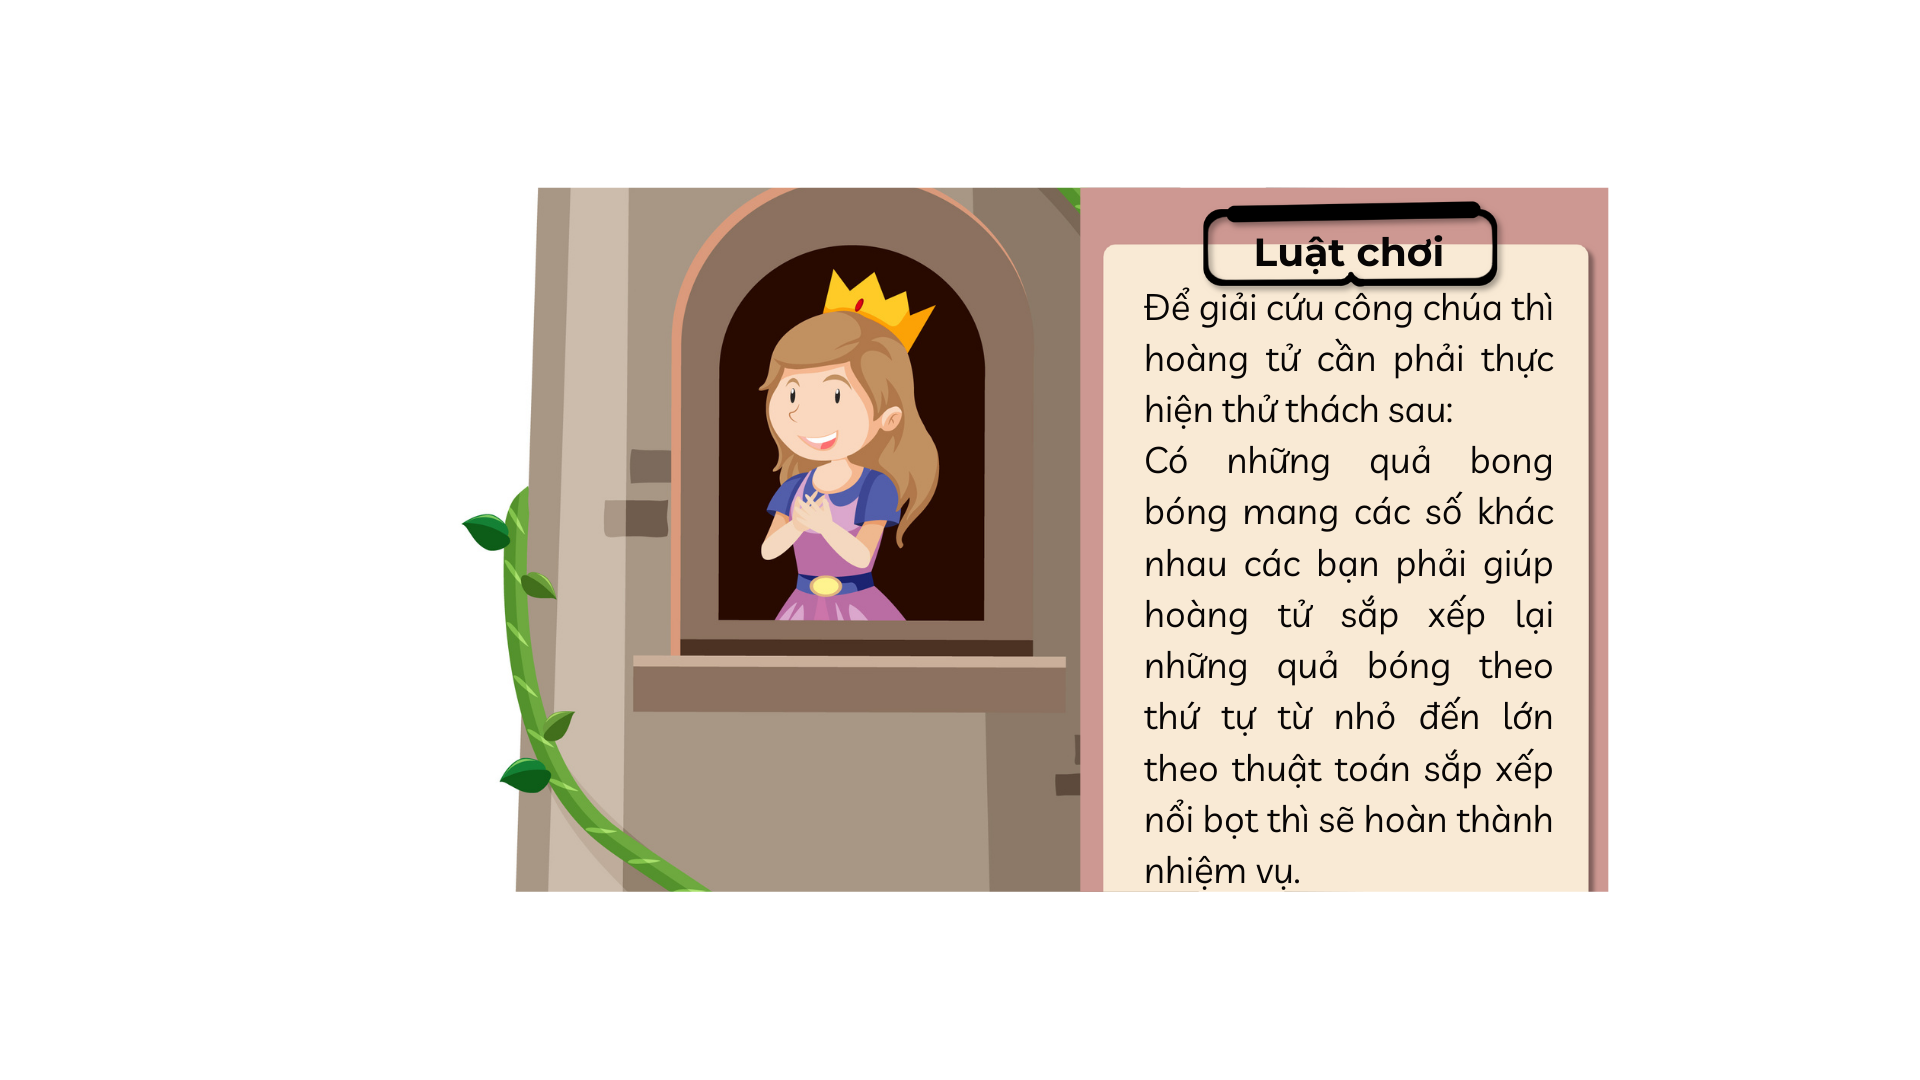 Luật chơi
Để giải cứu công chúa thì
hoàng tử cần phải thực
hiện thử thách sau:
Có những quả bong
bóng mang các số khác
nhau các bạn phải giúp
hoàng tử sắp xếp lại
những quả bóng theo
thứ tự từ nhỏ đến lớn
theo thuật toán sắp xếp
nổi bọt thì sẽ hoàn thành
nhiệm vụ.